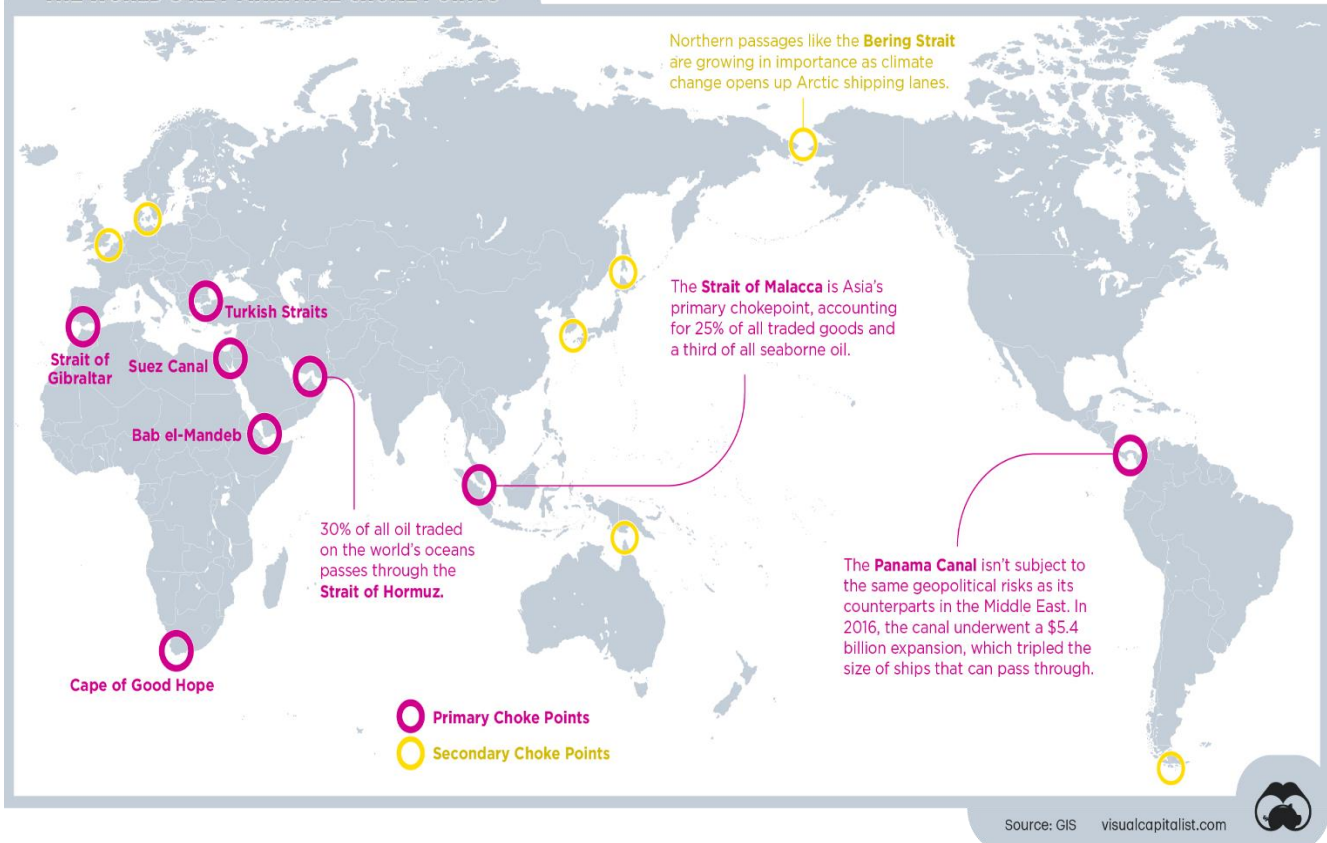 Northern passages like the Bering Strait
are growing in importance as climate
change opens up Arctic shipping lanes.
The Strait of Malacca is Asia's
primary chokepoint, accounting
for 25% of all traded goods and
a third of all seaborne oil.
Turkish Straits
Strait of
Gibraltar
Suez Canal
Bab el-Mandeb
30% of all oil traded
on the world's oceans
passes through the
Strait of Hormuz.
The Panama Canal isn't subject to
the same geopolitical risks as its
counterparts in the Middle East. In
2016, the canal underwent a $5.4
billion expansion, which tripled the
size of ships that can pass through.
Cape of Good Hope
Primary Choke Points
Secondary Choke Points
Source: GIS visualcapitalist.com